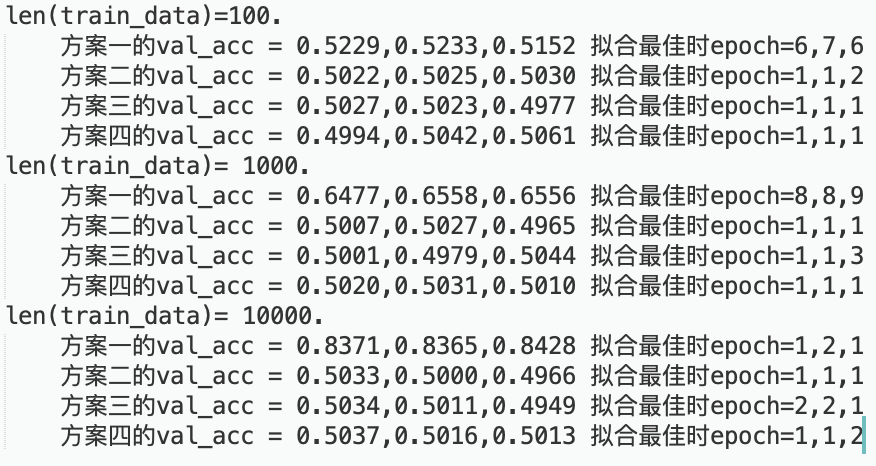 len(train_data)=100.
方案一的val_acc = 0.5229,0.5233,0.5152 拟合最佳时epoch=6,7,6
方案二的val_acc = 0.5022,0.5025,0.5030 拟合最佳时epoch=1,1,2
方案三的val_acc = 0.5027,0.5023,0.4977 拟合最佳时epoch=1,1,1
方案四的val_acc = 0.4994,0.5042,0.5061 拟合最佳时epoch=1,1,1
len(train_data)= 1000.
方案一的val_acc = 0.6477,0.6558,0.6556 拟合最佳时epoch=8,8,9
方案二的val_acc = 0.5007,0.5027,0.4965 拟合最佳时epoch=1,1,1
方案三的val_acc = 0.5001,0.4979,0.5044 拟合最佳时epoch=1,1,3
方案四的val_acc = 0.5020,0.5031,0.5010 拟合最佳时epoch=1,1,1
len(train_data)= 10000.
方案一的val_acc = 0.8371,0.8365,0.8428 拟合最佳时epoch=1,2,1
方案二的val_acc = 0.5033,0.5000,0.4966 拟合最佳时epoch=1,1,1
方案三的val_acc = 0.5034,0.5011,0.4949 拟合最佳时epoch=2,2,1
方案四的val_acc = 0.5037,0.5016,0.5013 拟合最佳时epoch=1,1,2